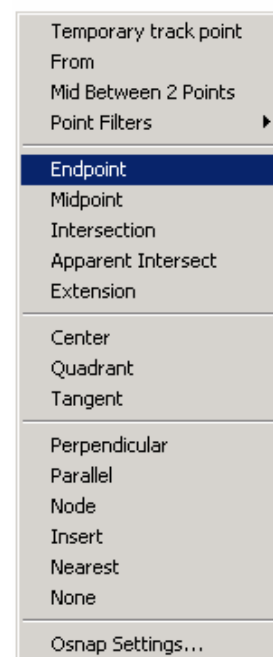 Temporary track point
From
Mid Between 2 Points
Point Filters
Endpoint
Midpoint
Intersection
Apparent Intersect
Extension
Center
Quadrant
Tangent
Perpendicular
Parallel
Node
Insert
Nearest
None
Osnap Settings...